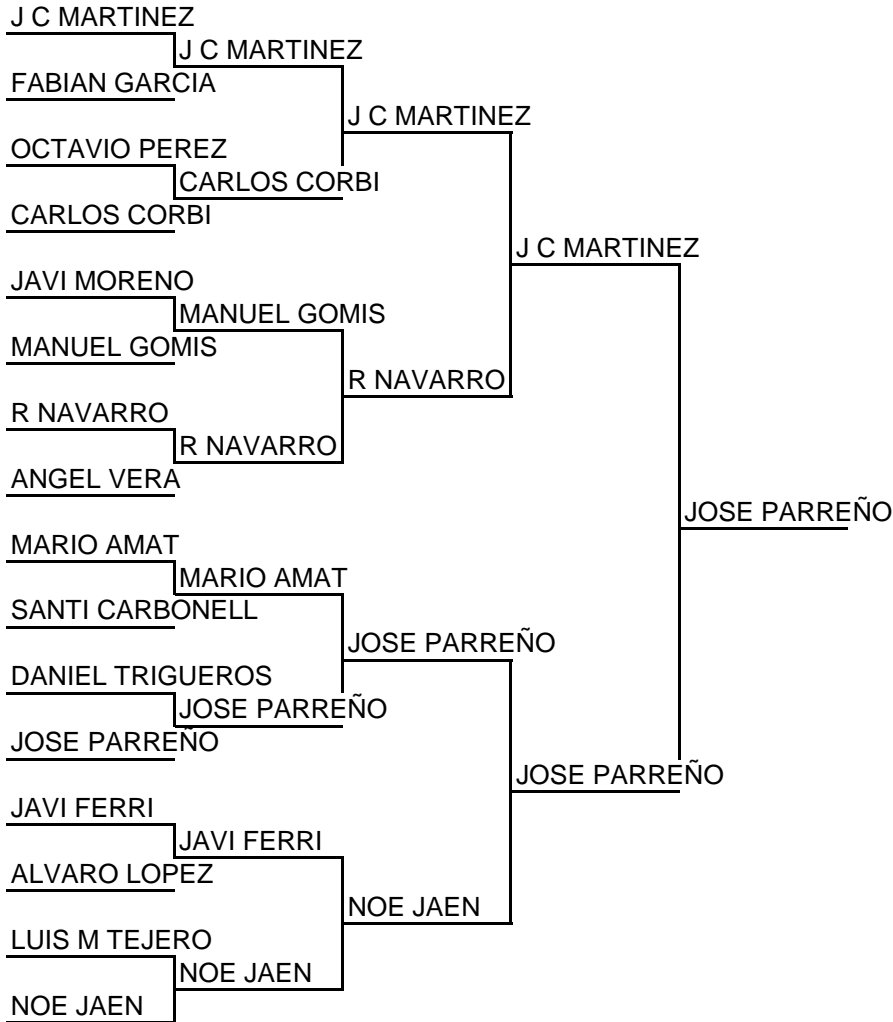 J C MARTINEZ
J C MARTINEZ
FABIAN GARCIA
J C MARTINEZ
OCTAVIO PEREZ
CARLOS CORBI
CARLOS CORBI
J C MARTINEZ
JAVI MORENO
MANUEL GOMIS
MANUEL GOMIS
R NAVARRO
R NAVARRO
R NAVARRO
ANGEL VERA
JOSE PARREÑO
MARIO AMAT
MARIO AMAT
SANTI CARBONELL
JOSE PARREÑO
DANIEL TRIGUEROS
JOSE PARREÑO
JOSE PARREÑO
JOSE PARREÑO
JAVI FERRI
JAVI FERRI
ALVARO LOPEZ
NOE JAEN
LUIS M TEJERO
NOE JAEN
NOE JAEN